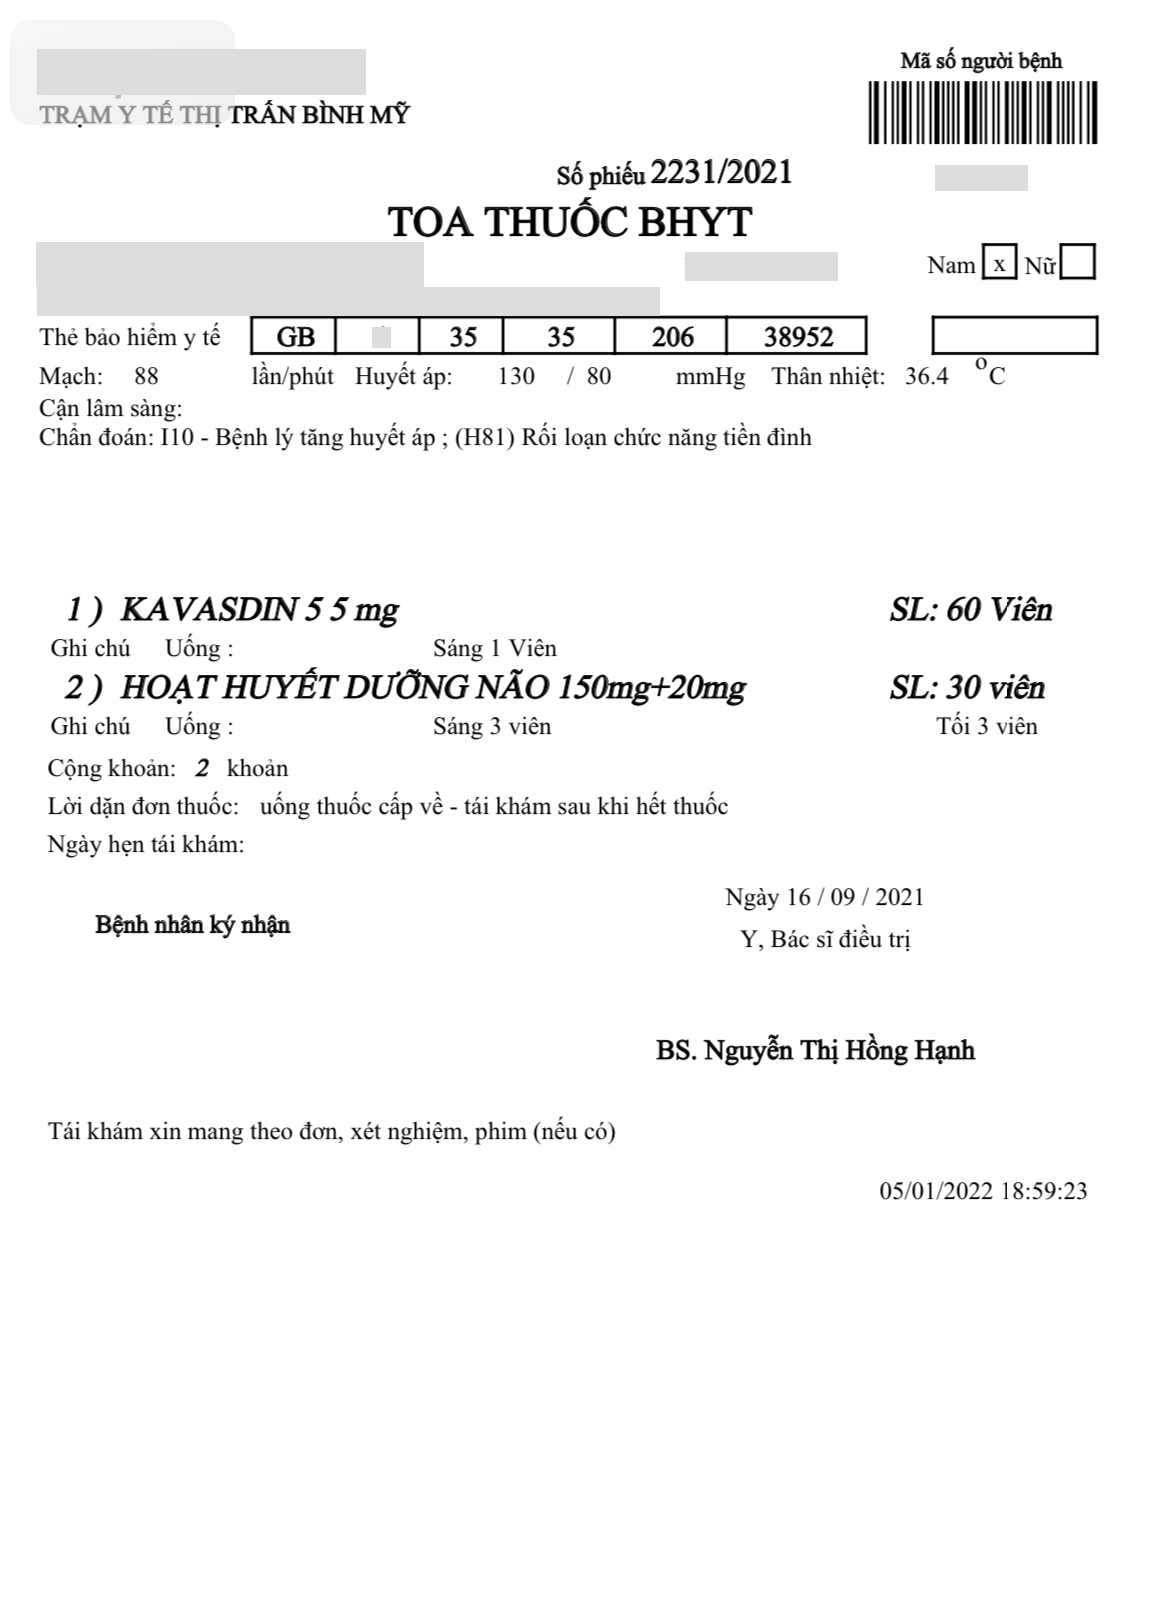 Mã số người bệnh
TRẠM Y TẾ THỊ TRẤN BÌNH MỸ
Số phiếu 2231/2021
TOA THUỐC BHYT
Nam x Nữ
Thẻ bảo hiểm y tế GB 35 35 206 38952
Mạch: 88 lần/phút Huyết áp: 130 / 80 mmHg Thân nhiệt: 36.4 °C
Cận lâm sàng:
Chẩn đoán: I10 - Bệnh lý tăng huyết áp ; (H81) Rối loạn chức năng tiền đình
1 ) KAVASDIN 5 5 mg SL: 60 Viên
Ghi chú Uống : Sáng 1 Viên
2 ) HOẠT HUYẾT DƯỠNG NÃO 150mg+20mg SL: 30 viên
Ghi chú Uống : Sáng 3 viên Tối 3 viên
Cộng khoản: 2 khoản
Lời dặn đơn thuốc: uống thuốc cấp về - tái khám sau khi hết thuốc
Ngày hẹn tái khám:
Ngày 16 / 09 / 2021
Bệnh nhân ký nhận
Y, Bác sĩ điều trị
BS. Nguyễn Thị Hồng Hạnh
Tái khám xin mang theo đơn, xét nghiệm, phim (nếu có)
05/01/2022 18:59:23